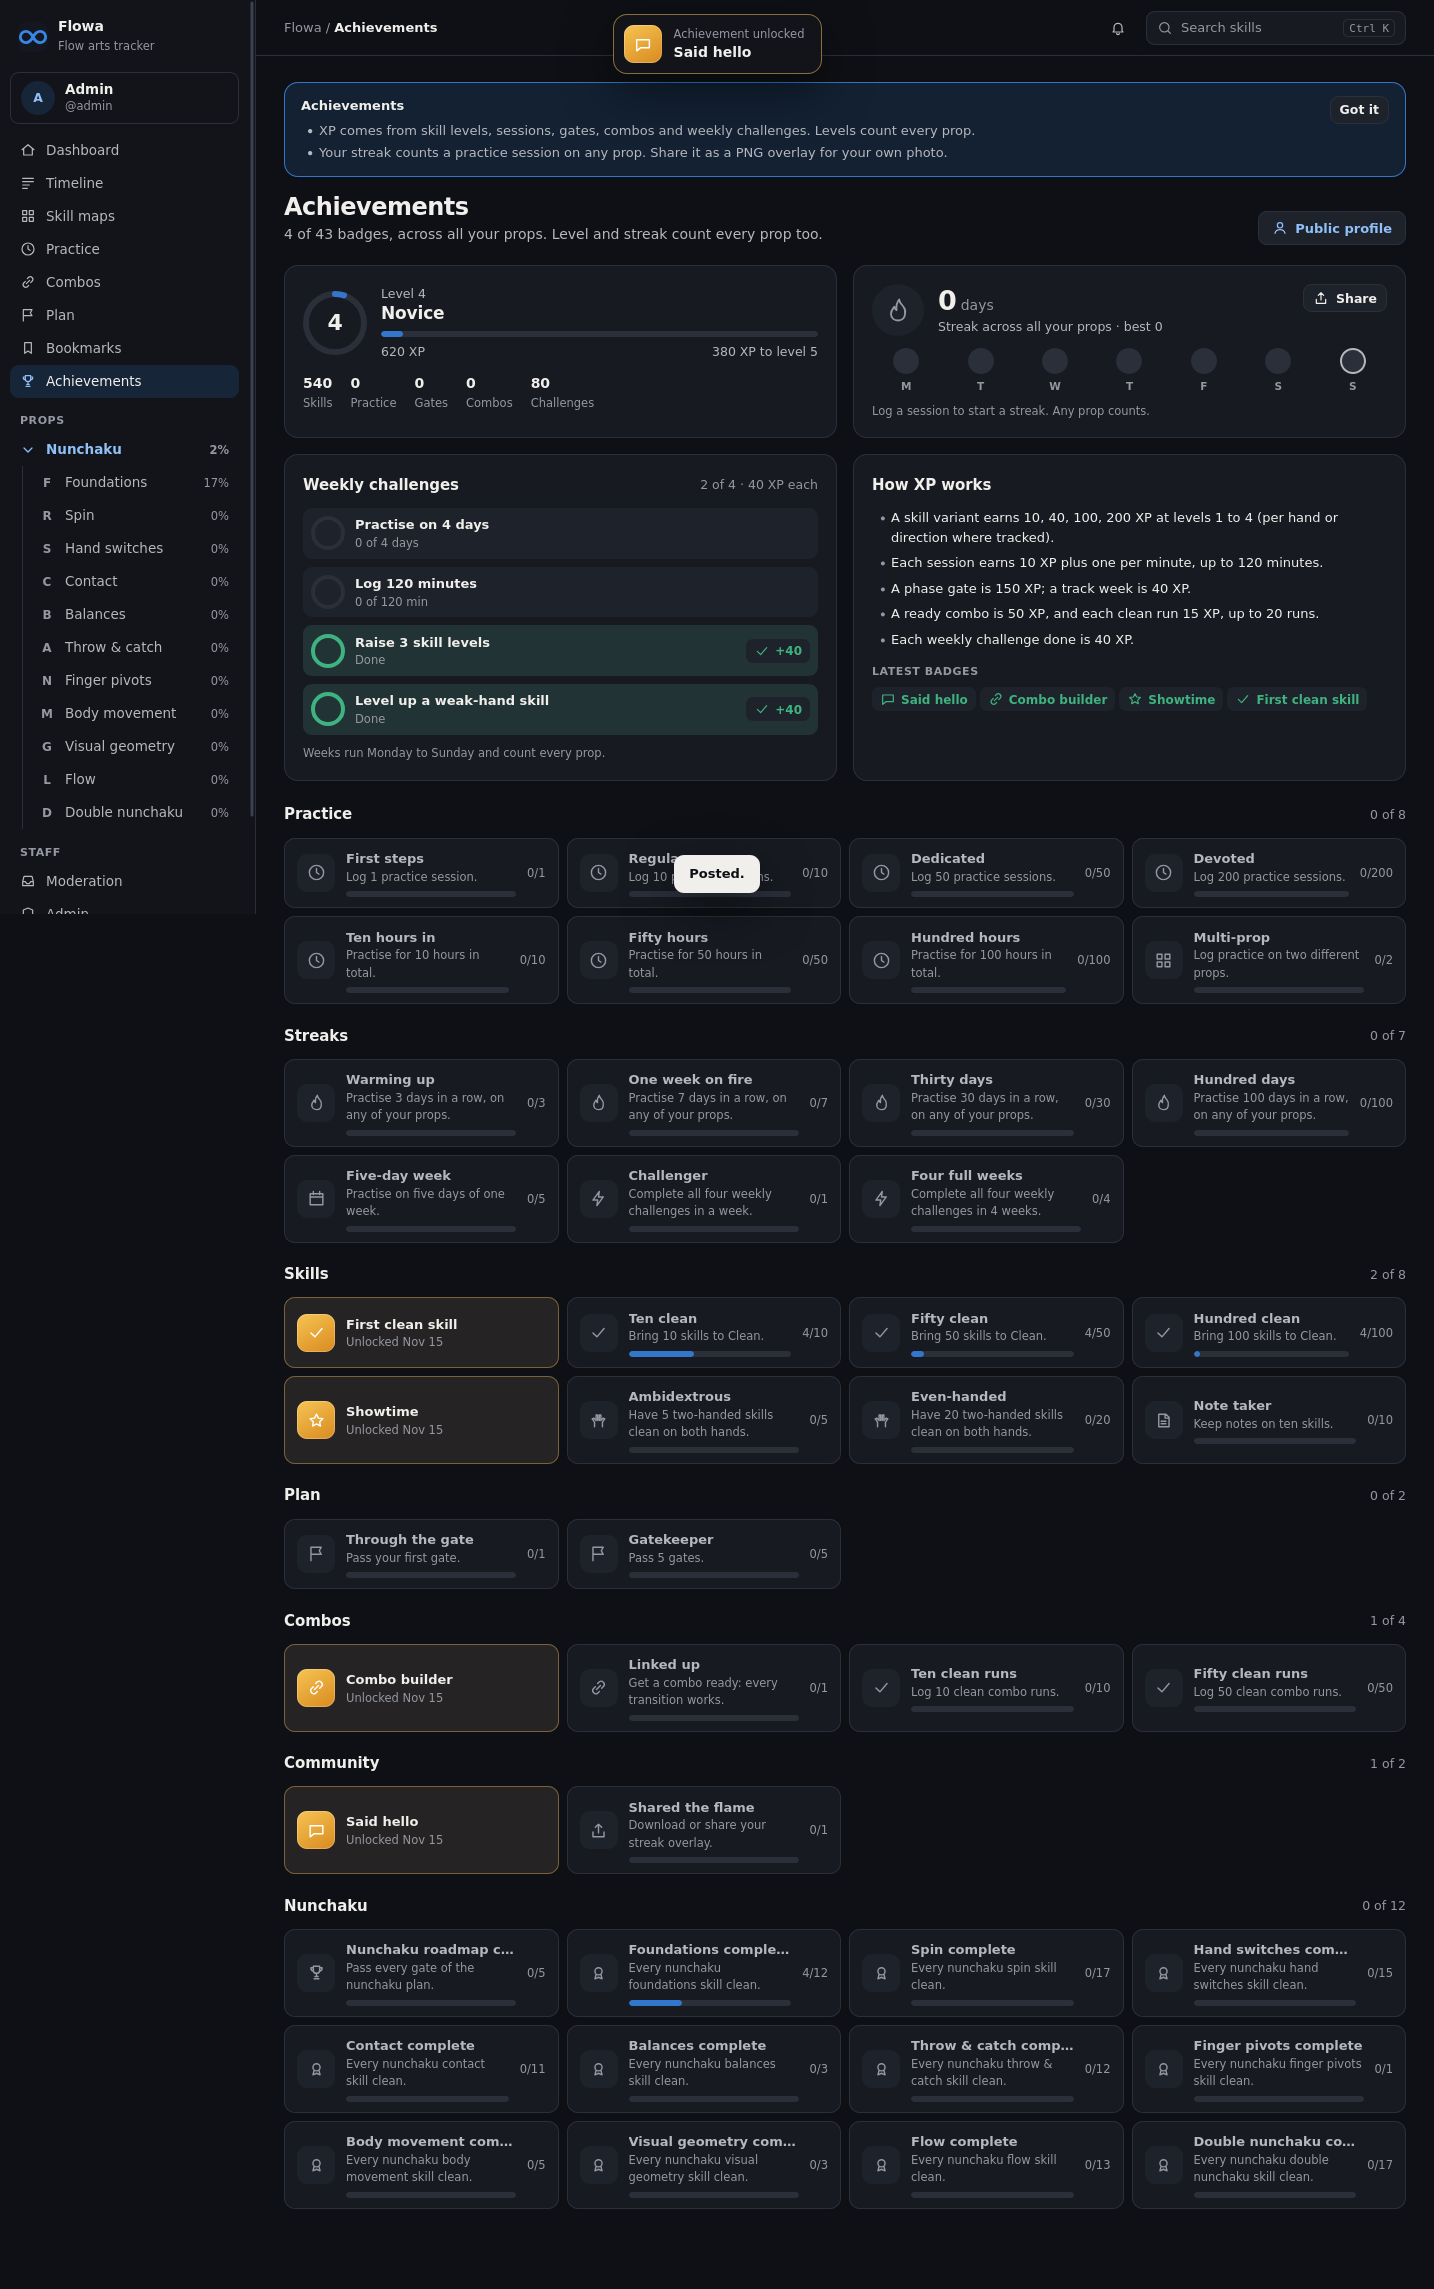 Flowa
Flow arts tracker
A
Admin
@admin
Dashboard
Timeline
Skill maps
Practice
Combos
Plan
Bookmarks
Achievements
PROPS
Nunchaku 2%
F Foundations 17%
R Spin 0%
S Hand switches 0%
C Contact 0%
B Balances 0%
A Throw & catch 0%
N Finger pivots 0%
M Body movement 0%
G Visual geometry 0%
L Flow 0%
D Double nunchaku 0%
STAFF
Moderation
Admin
Flowa / Achievements
Achievement unlocked
Said hello
Search skills Ctrl K
Achievements
Got it
• XP comes from skill levels, sessions, gates, combos and weekly challenges. Levels count every prop.
• Your streak counts a practice session on any prop. Share it as a PNG overlay for your own photo.
Achievements
4 of 43 badges, across all your props. Level and streak count every prop too.
Public profile
4
Level 4
Novice
620 XP 380 XP to level 5
540 0 0 0 80
Skills Practice Gates Combos Challenges
0 days
Streak across all your props · best 0
Share
M T W T F S S
Log a session to start a streak. Any prop counts.
Weekly challenges 2 of 4 · 40 XP each
Practise on 4 days
0 of 4 days
Log 120 minutes
0 of 120 min
Raise 3 skill levels
Done
+40
Level up a weak-hand skill
Done
+40
Weeks run Monday to Sunday and count every prop.
How XP works
• A skill variant earns 10, 40, 100, 200 XP at levels 1 to 4 (per hand or
direction where tracked).
• Each session earns 10 XP plus one per minute, up to 120 minutes.
• A phase gate is 150 XP; a track week is 40 XP.
• A ready combo is 50 XP, and each clean run 15 XP, up to 20 runs.
• Each weekly challenge done is 40 XP.
LATEST BADGES
Said hello Combo builder Showtime First clean skill
Practice 0 of 8
First steps
Log 1 practice session.
0/1
Log 10
0/10
Posted.
Dedicated
Log 50 practice sessions.
0/50
Devoted
Log 200 practice sessions.
0/200
Ten hours in
Practise for 10 hours in
total.
0/10
Fifty hours
Practise for 50 hours in
total.
0/50
Hundred hours
Practise for 100 hours in
total.
0/100
Multi-prop
Log practice on two different
props.
0/2
Streaks 0 of 7
Warming up
Practise 3 days in a row, on
any of your props.
0/3
One week on fire
Practise 7 days in a row, on
any of your props.
0/7
Thirty days
Practise 30 days in a row,
on any of your props.
0/30
Hundred days
Practise 100 days in a row,
on any of your props.
0/100
Five-day week
Practise on five days of one
week.
0/5
Challenger
Complete all four weekly
challenges in a week.
0/1
Four full weeks
Complete all four weekly
challenges in 4 weeks.
0/4
Skills 2 of 8
First clean skill
Unlocked Nov 15
Ten clean
Bring 10 skills to Clean.
4/10
Fifty clean
Bring 50 skills to Clean.
4/50
Hundred clean
Bring 100 skills to Clean.
4/100
Showtime
Unlocked Nov 15
Ambidextrous
Have 5 two-handed skills
clean on both hands.
0/5
Even-handed
Have 20 two-handed skills
clean on both hands.
0/20
Note taker
Keep notes on ten skills.
0/10
Plan 0 of 2
Through the gate
Pass your first gate.
0/1
Gatekeeper
Pass 5 gates.
0/5
Combos 1 of 4
Combo builder
Unlocked Nov 15
Linked up
Get a combo ready: every
transition works.
0/1
Ten clean runs
Log 10 clean combo runs.
0/10
Fifty clean runs
Log 50 clean combo runs.
0/50
Community 1 of 2
Said hello
Unlocked Nov 15
Shared the flame
Download or share your
streak overlay.
0/1
Nunchaku 0 of 12
Nunchaku roadmap c...
Pass every gate of the
nunchaku plan.
0/5
Foundations comple...
Every nunchaku
foundations skill clean.
4/12
Spin complete
Every nunchaku spin skill
clean.
0/17
Hand switches com...
Every nunchaku hand
switches skill clean.
0/15
Contact complete
Every nunchaku contact
skill clean.
0/11
Balances complete
Every nunchaku balances
skill clean.
0/3
Throw & catch comp...
Every nunchaku throw &
catch skill clean.
0/12
Finger pivots complete
Every nunchaku finger pivots
skill clean.
0/1
Body movement com...
Every nunchaku body
movement skill clean.
0/5
Visual geometry com...
Every nunchaku visual
geometry skill clean.
0/3
Flow complete
Every nunchaku flow skill
clean.
0/13
Double nunchaku co...
Every nunchaku double
nunchaku skill clean.
0/17